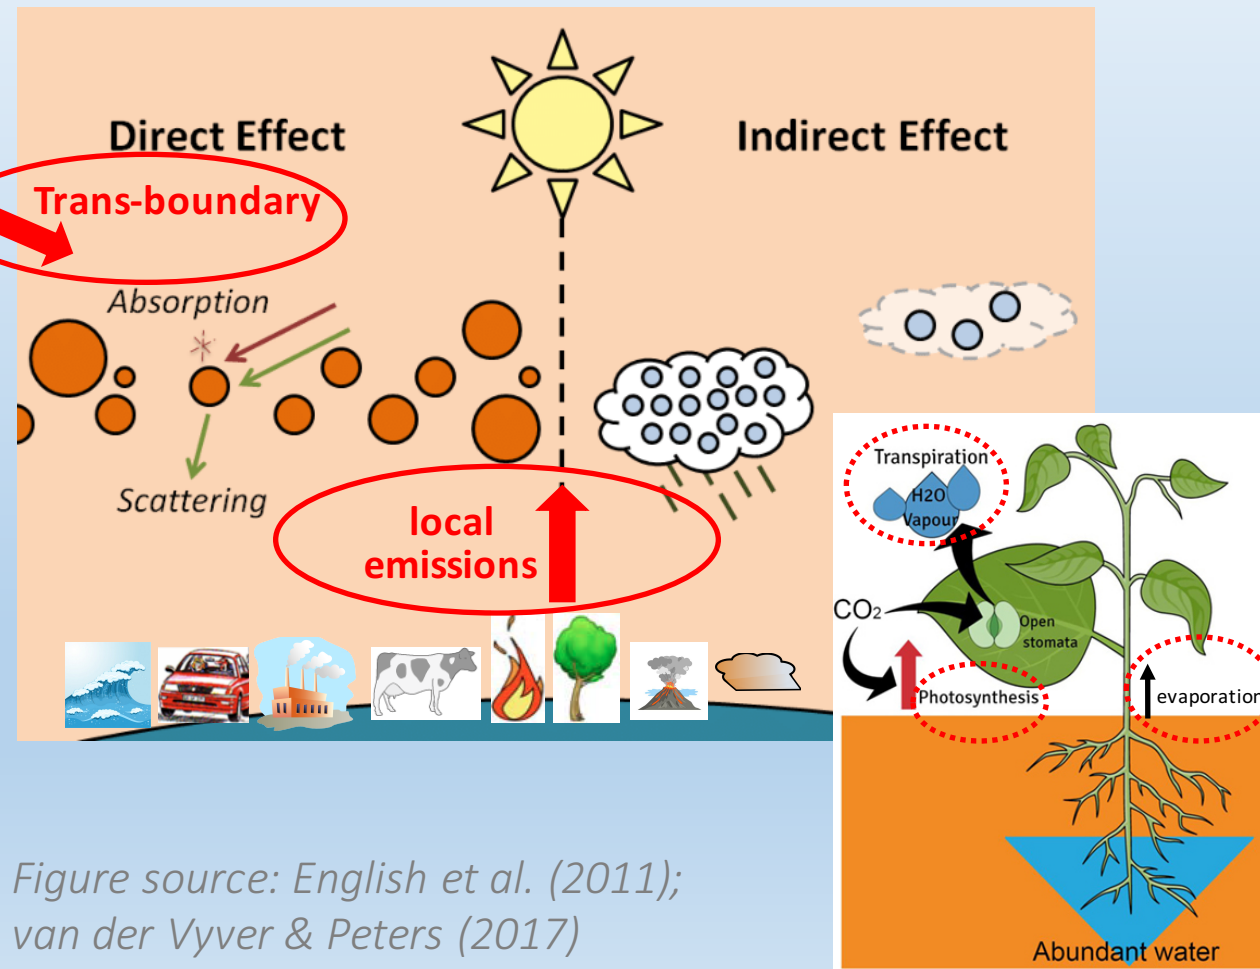 Direct Effect
Indirect Effect
Trans-boundary
Absorption
Scattering
local
emissions
Transpiration
H2O
Vapour
CO₂
Open
stomata
Photosynthesis
evaporation
Abundant water
Figure source: English et al. (2011);
van der Vyver & Peters (2017)